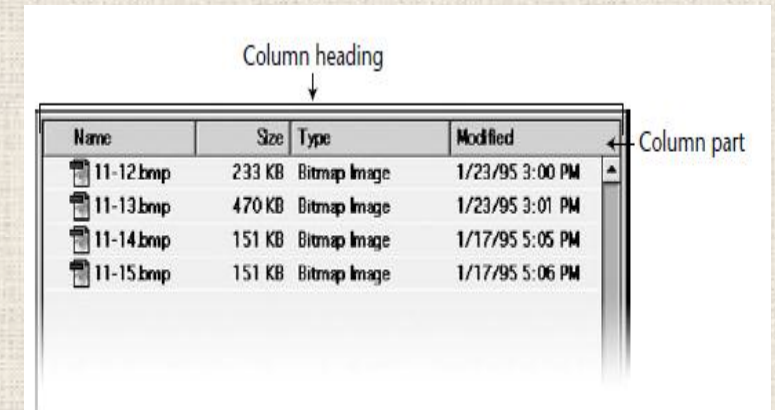 Column heading
Name Size Type Modified
Column part
11-12.bmp 233 KB Bitmap Image 1/23/95 3:00 PM
11-13.bmp 470 KB Bitmap Image 1/23/95 3:01 PM
11-14.bmp 151 KB Bitmap Image 1/17/95 5:05 PM
11-15.bmp 151 KB Bitmap Image 1/17/95 5:06 PM